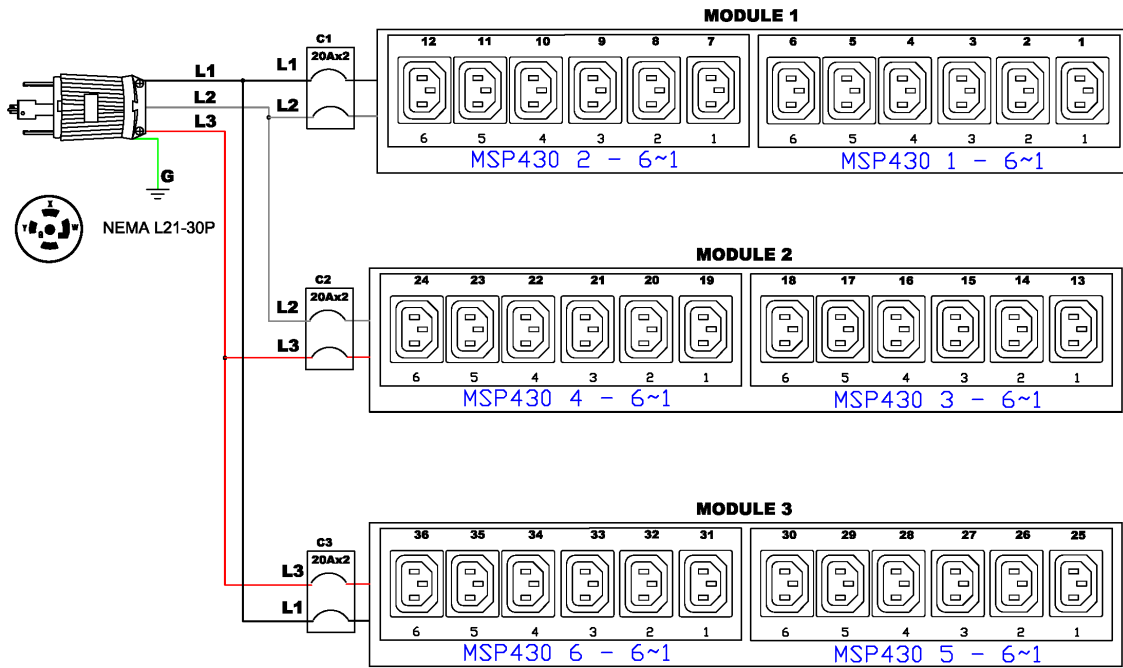 MODULE 1
C1
20Ax2
L1
L2
12 11 10 9 8 7
6 5 4 3 2 1
6 5 4 3 2 1
6 5 4 3 2 1
MSP430 2 - 6~1
MSP430 1 - 6~1
L1
L2
L3
G
X
Y
G
W
NEMA L21-30P
MODULE 2
C2
20Ax2
L2
L3
24 23 22 21 20 19
18 17 16 15 14 13
6 5 4 3 2 1
6 5 4 3 2 1
MSP430 4 - 6~1
MSP430 3 - 6~1
MODULE 3
C3
20Ax2
L3
L1
36 35 34 33 32 31
30 29 28 27 26 25
6 5 4 3 2 1
6 5 4 3 2 1
MSP430 6 - 6~1
MSP430 5 - 6~1